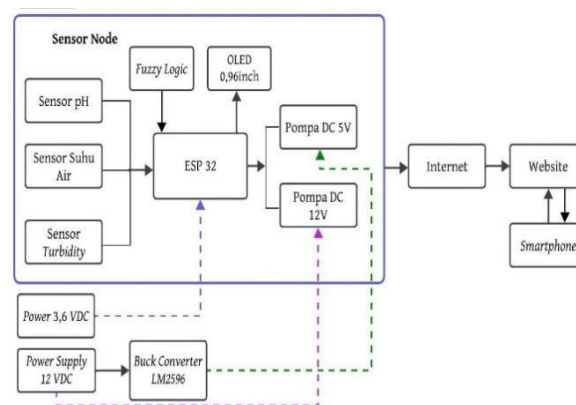 Sensor Node
Fuzzy Logic
OLED
0,96inch
Sensor pH
Sensor Suhu
Air
Sensor
Turbidity
ESP 32
Pompa DC 5V
Pompa DC
12V
Internet
Website
Smartphone
Power 3,6 VDC
Power Supply
12 VDC
Buck Converter
LM2596